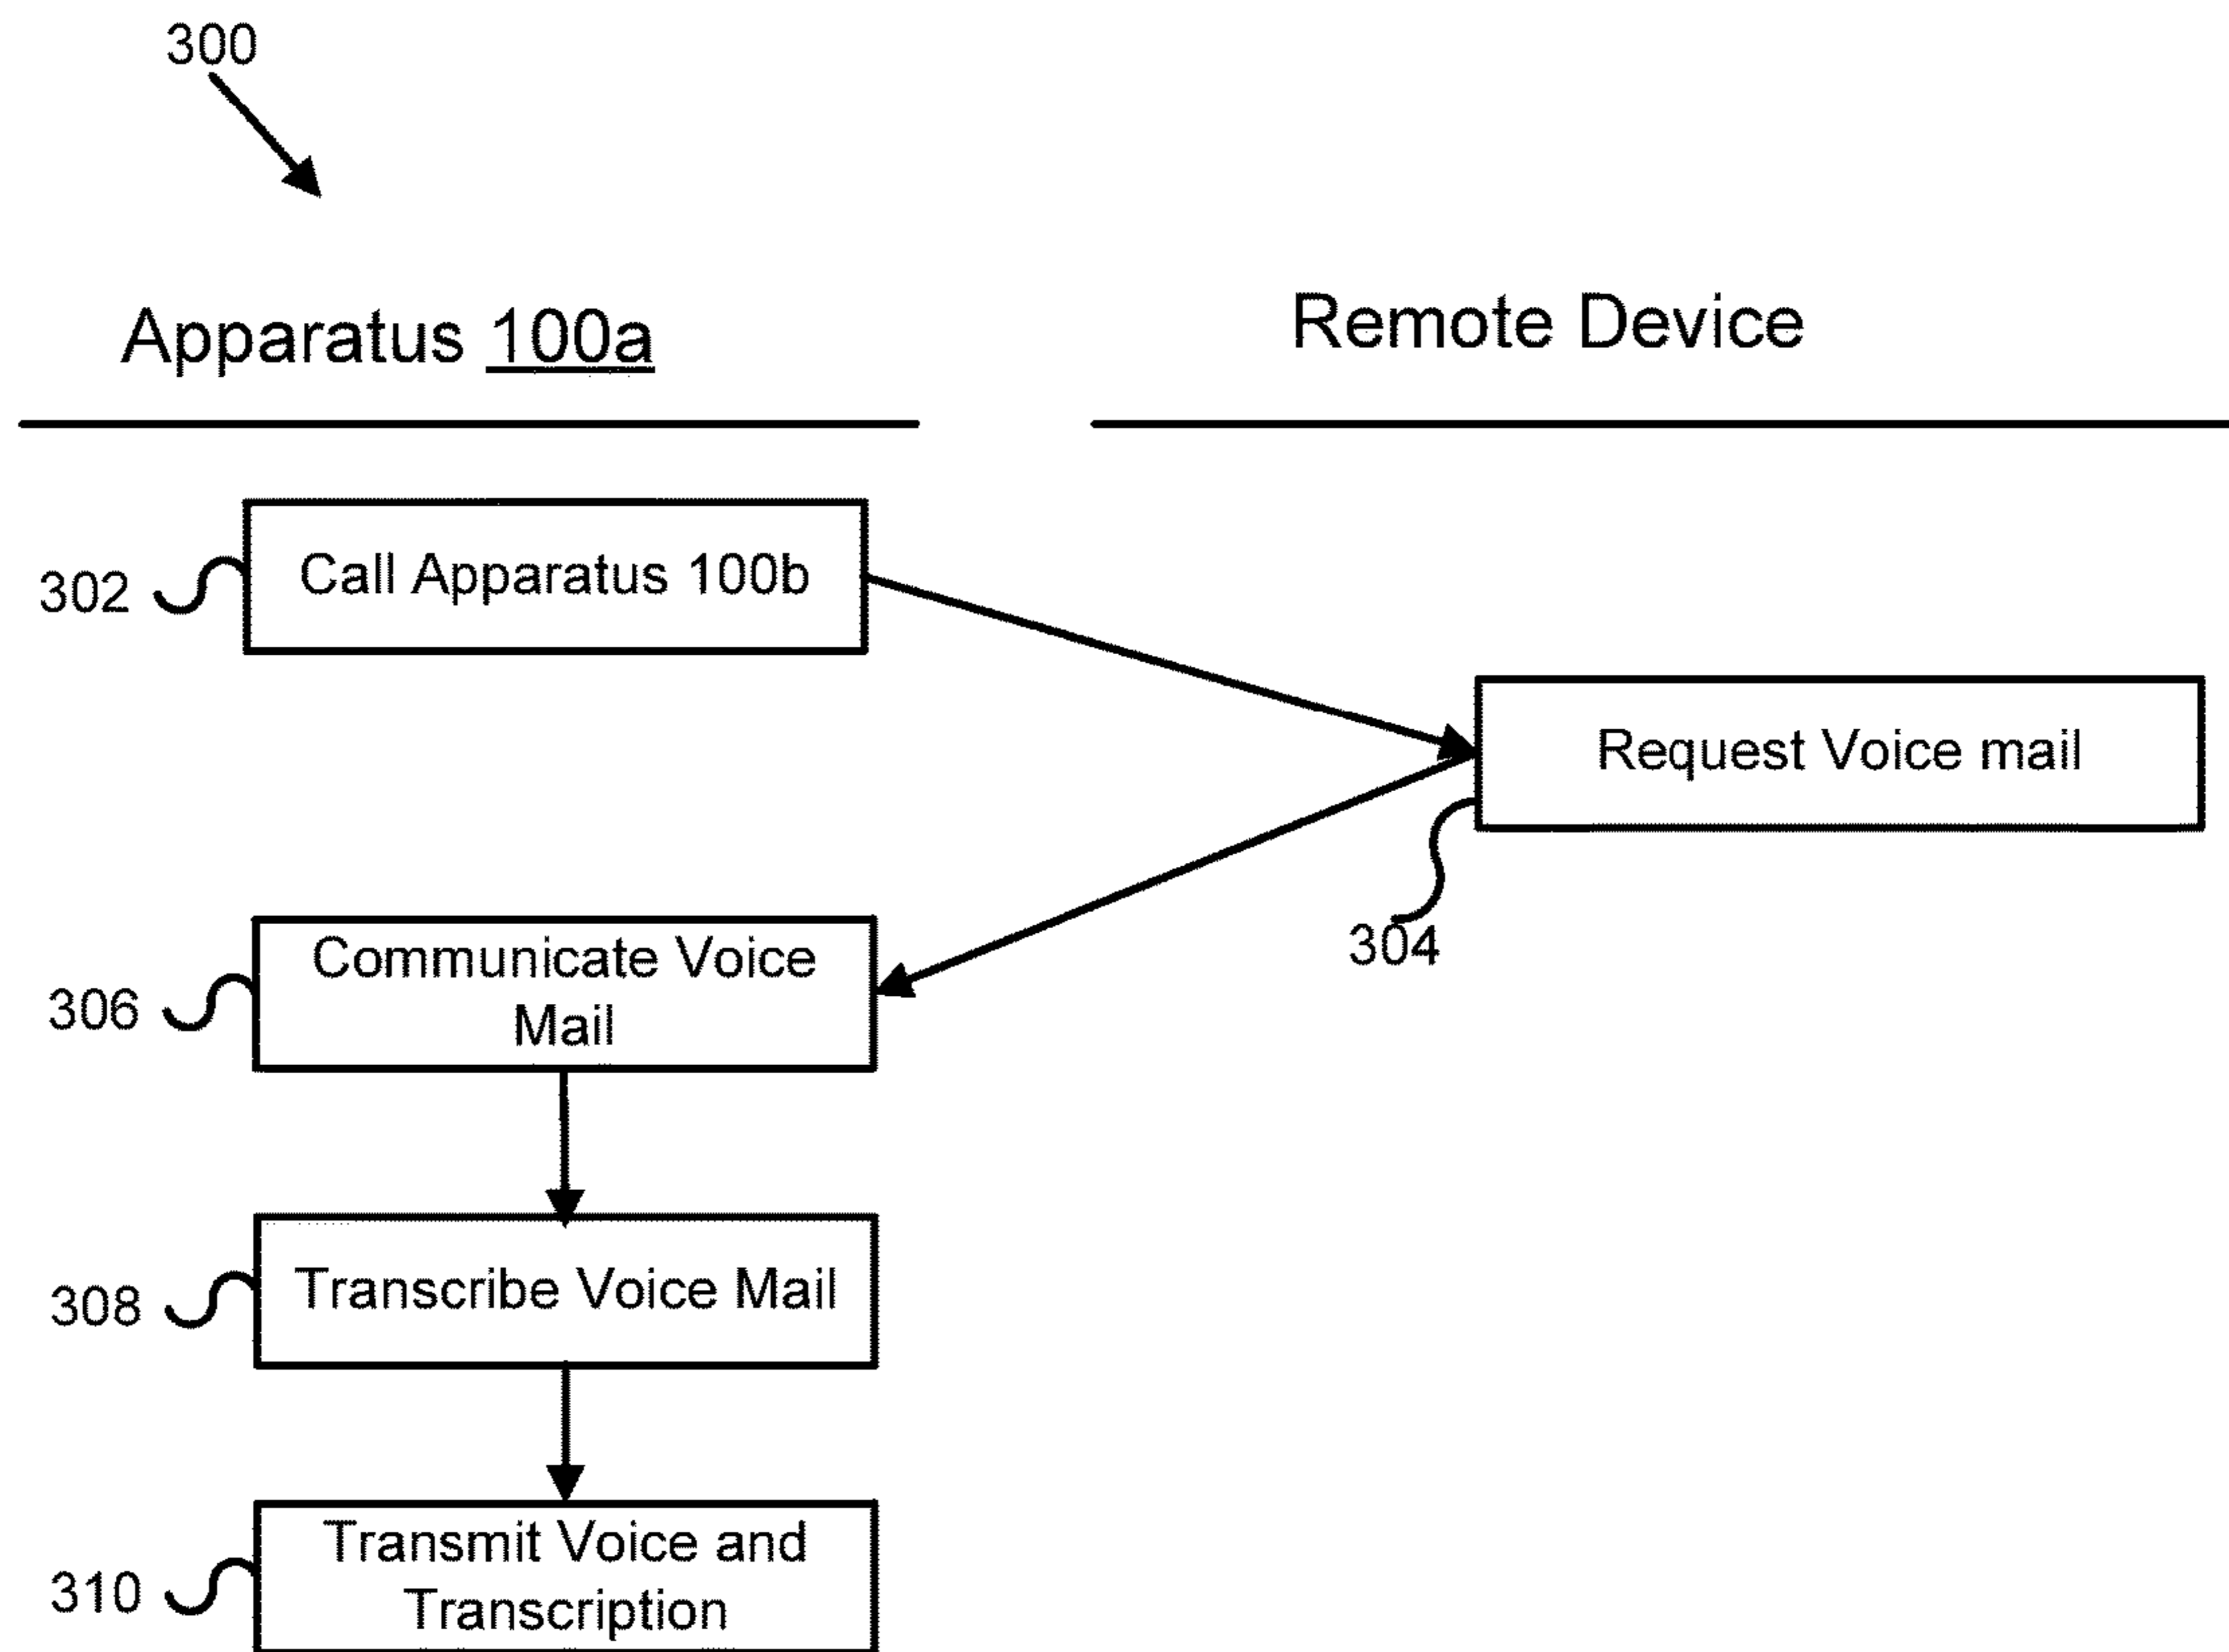 300
Apparatus 100a
Remote Device
302
Call Apparatus 100b
Request Voice mail
304
306
Communicate Voice
Mail
308
Transcribe Voice Mail
310
Transmit Voice and
Transcription